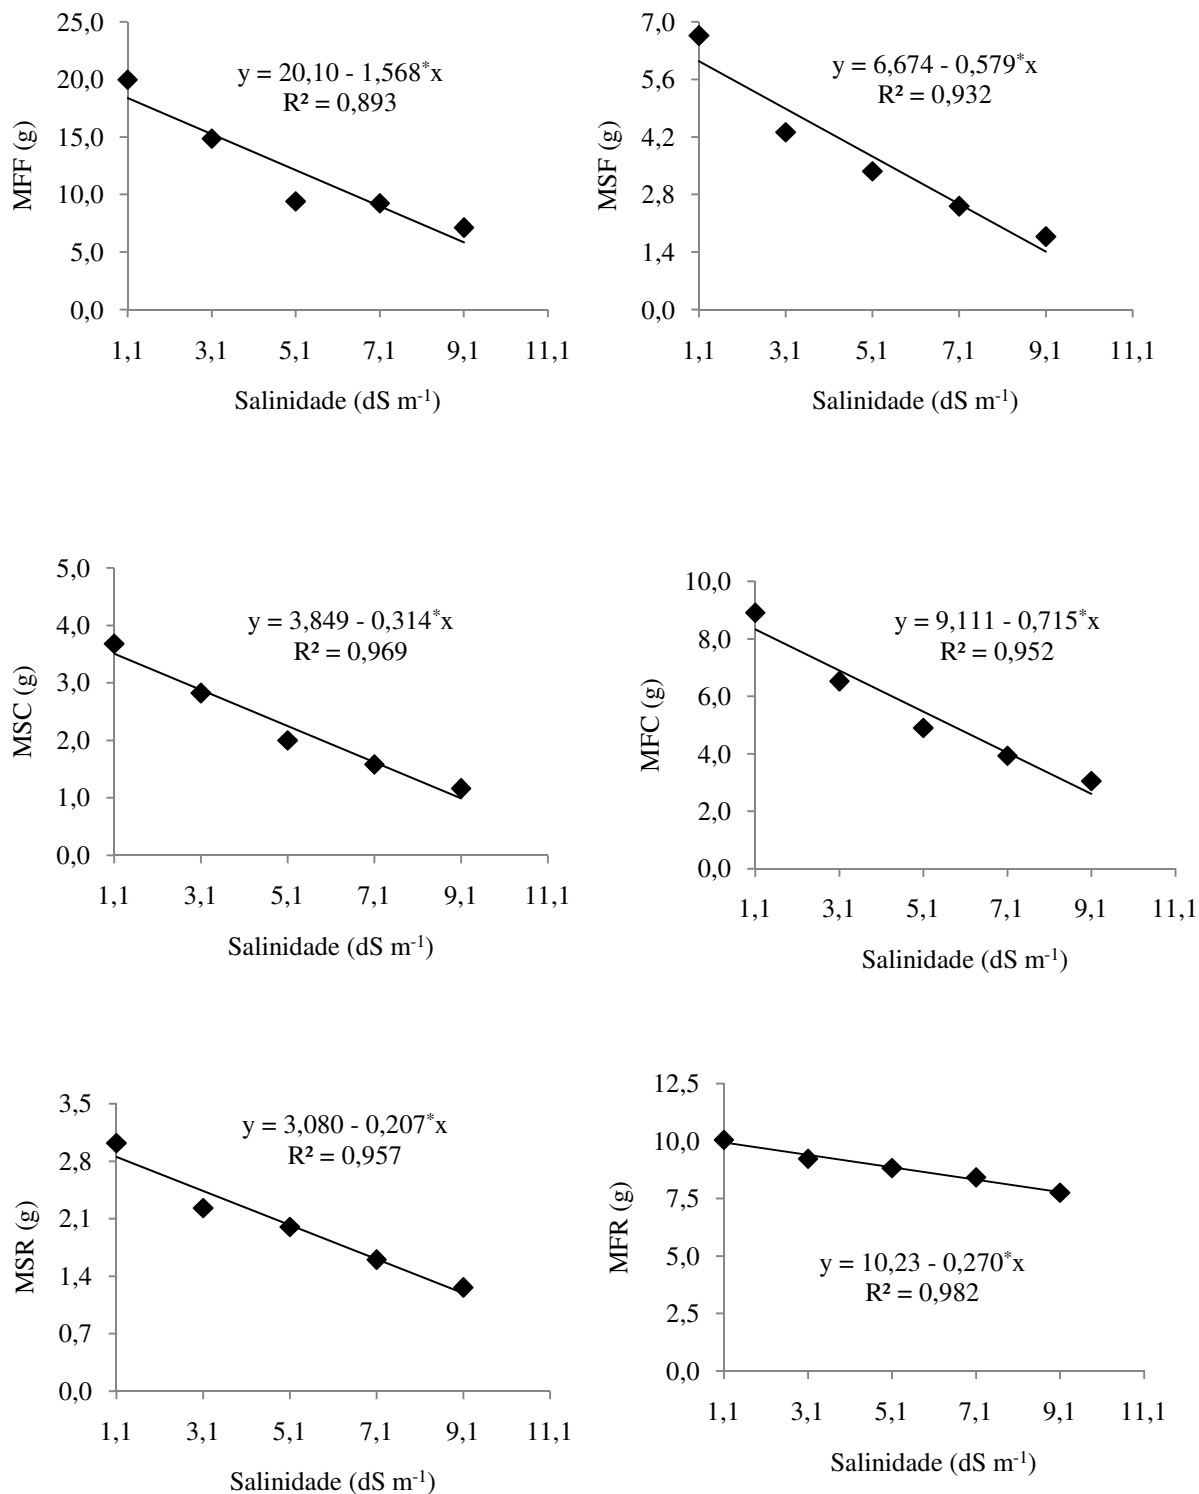 25,0
20,0
15,0
10,0
5,0
0,0
MFF (g)
y = 20,10 - 1,568*x
R² = 0,893
1,1 3,1 5,1 7,1 9,1 11,1
Salinidade (dS m⁻¹)
7,0
5,6
4,2
2,8
1,4
0,0
MSF (g)
y = 6,674 - 0,579*x
R² = 0,932
1,1 3,1 5,1 7,1 9,1 11,1
Salinidade (dS m⁻¹)
5,0
4,0
3,0
2,0
1,0
0,0
MSC (g)
y = 3,849 - 0,314*x
R² = 0,969
1,1 3,1 5,1 7,1 9,1 11,1
Salinidade (dS m⁻¹)
10,0
8,0
6,0
4,0
2,0
0,0
MFC (g)
y = 9,111 - 0,715*x
R² = 0,952
1,1 3,1 5,1 7,1 9,1 11,1
Salinidade (dS m⁻¹)
3,5
2,8
2,1
1,4
0,7
0,0
MSR (g)
y = 3,080 - 0,207*x
R² = 0,957
1,1 3,1 5,1 7,1 9,1 11,1
Salinidade (dS m⁻¹)
12,5
10,0
7,5
5,0
2,5
0,0
MFR (g)
y = 10,23 - 0,270*x
R² = 0,982
1,1 3,1 5,1 7,1 9,1 11,1
Salinidade (dS m⁻¹)